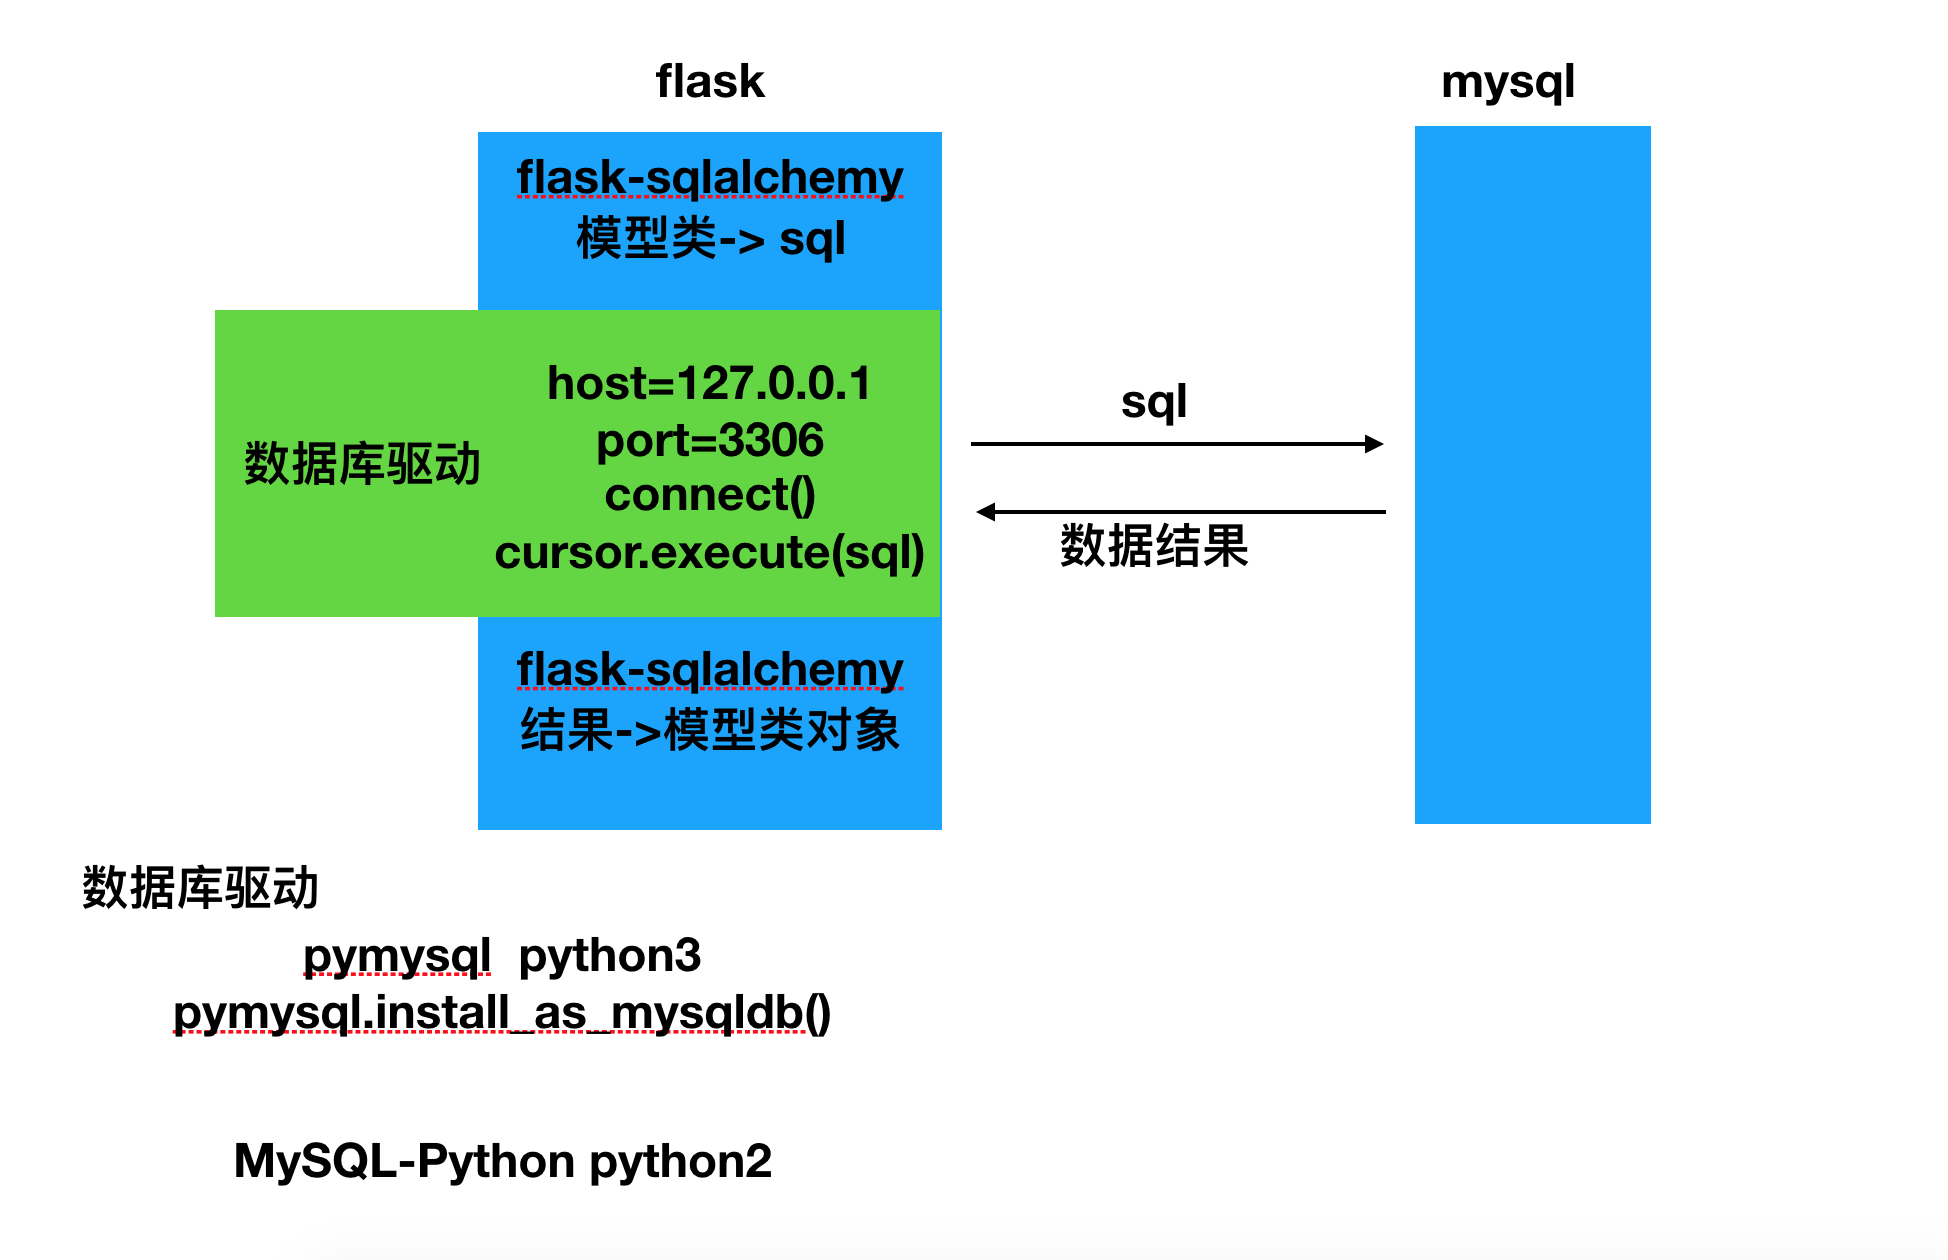 flask
mysql
flask-sqlalchemy
模型类-> sql
数据库驱动
host=127.0.0.1
port=3306
connect()
cursor.execute(sql)
sql
数据结果
flask-sqlalchemy
结果->模型类对象
数据库驱动
pymysql  python3
pymysql.install_as_mysqldb()
MySQL-Python python2